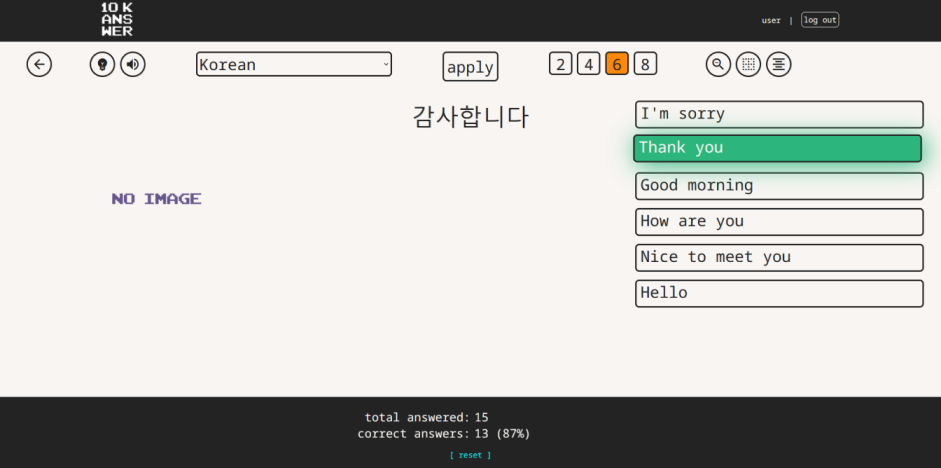 10 K
ANS
WER
user | log out
Korean
apply
2 4 6 8
감사합니다
NO IMAGE
I'm sorry
Thank you
Good morning
How are you
Nice to meet you
Hello
total answered: 15
correct answers: 13 (87%)
[ reset ]